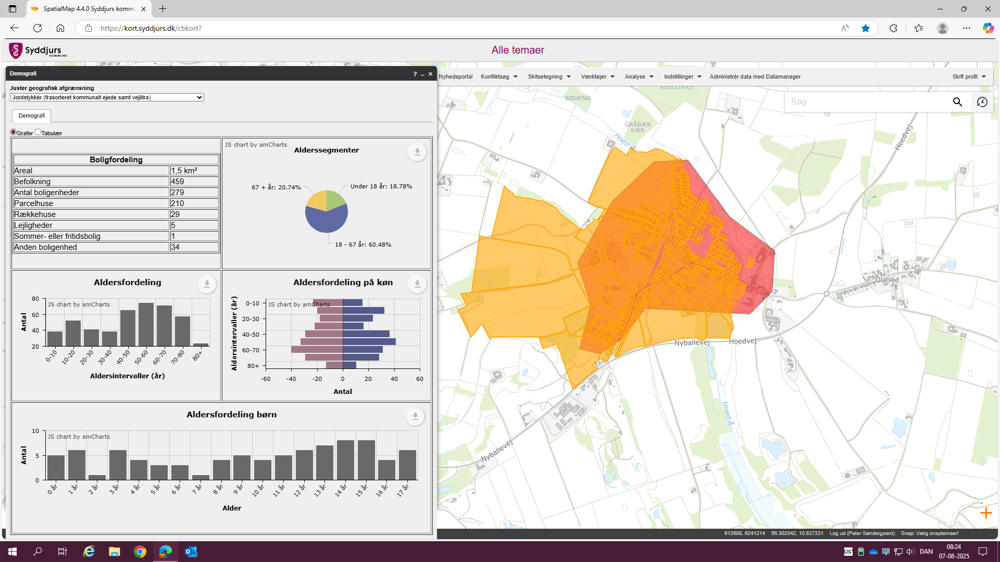 SpatialMap 4.4.0 Syddjurs kommu
https://kort.syddjurs.dk/cbkort?
Syddjurs
KOMMUNE
Alle temaer
Demografi
? _ ×
Nyhedsportal
Konfliktsøg
Skitsetegning
Værktøjer
Analyse
Indstillinger
Administrér data med Datamanager
Skift profil
Søg
Juster geografisk afgrænsning
Jordstykker (frasorteret kommunalt ejede samt vejlitra)
Demografi
Grafer Tabulær
Boligfordeling
Areal 1,5 km²
Befolkning 459
Antal boligenheder 279
Parcelhuse 210
Rækkehuse 29
Lejligheder 5
Sommer- eller fritidsbolig 1
Anden boligenhed 34
JS chart by amCharts
Alderssegmenter
67 + år: 20.74%
Under 18 år: 18.78%
18 - 67 år: 60.48%
Aldersfordeling
JS chart by amCharts
Antal
80
60
40
20
0-10 10-20 20-30 30-40 40-50 50-60 60-70 70-80 80+
Aldersintervaller (år)
Aldersfordeling på køn
JS chart by amCharts
Aldersintervaller (år)
0-10
20-30
40-50
60-70
80+
-60 -40 -20 0 20 40 60
Antal
Aldersfordeling børn
JS chart by amCharts
Antal
10
5
0
0 år 1 år 2 år 3 år 4 år 5 år 6 år 7 år 8 år 9 år 10 år 11 år 12 år 13 år 14 år 15 år 16 år 17 år
Alder
ADELLYKKE
RØDENG
GRÅBÆK
KÆR
Hoed Å
Hoedvej
Balle
Glatved
Nyballevej
Hoedvej
Hoed Å
Nyballevej
613688, 6241214
56.302042, 10.837331
Log ud (Peter Søndergaard)
Snap: Vælg snaptemaer!
DAN
08:24
07-08-2025